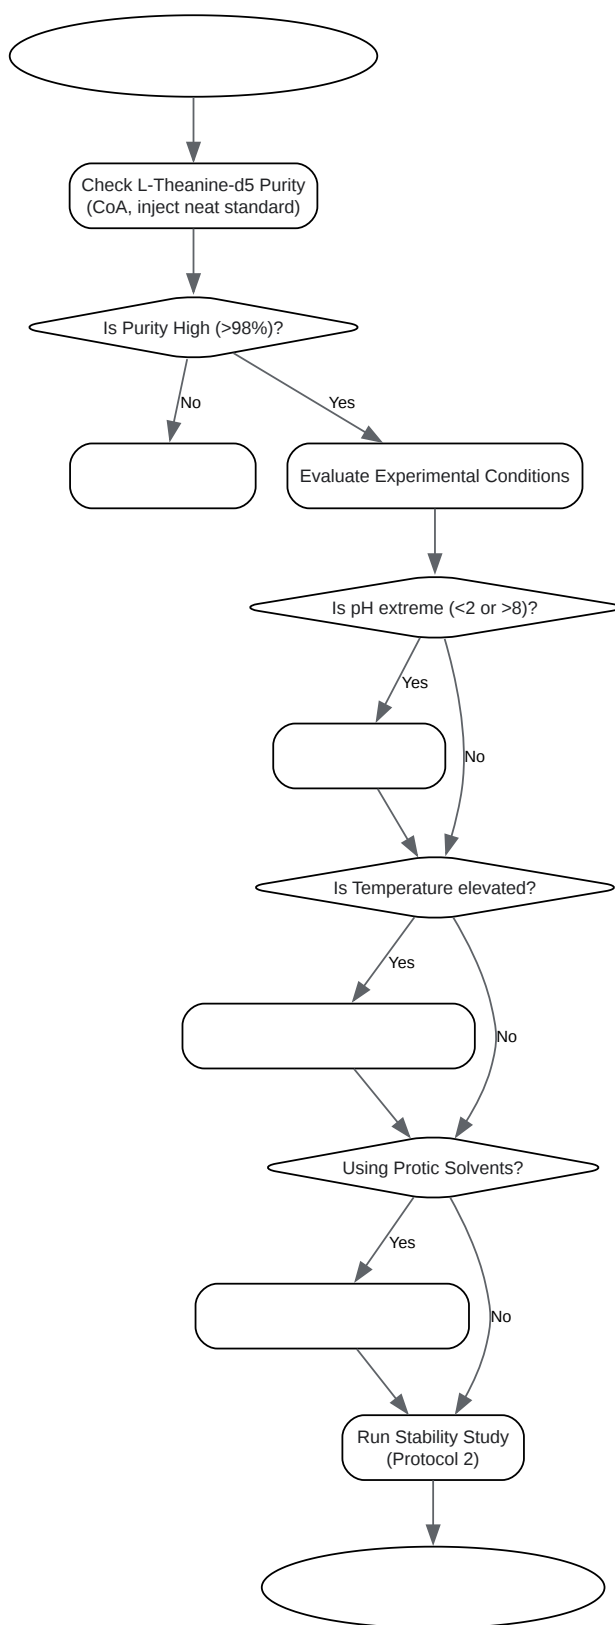 Check L-Theanine-d5 Purity
(CoA, inject neat standard)
Is Purity High (>98%)?
No
Yes
Evaluate Experimental Conditions
Is pH extreme (<2 or >8)?
Yes
No
Is Temperature elevated?
Yes
No
Using Protic Solvents?
Yes
No
Run Stability Study
(Protocol 2)